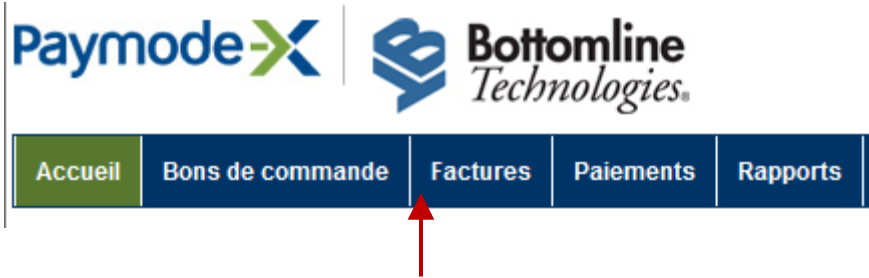 Paymode-X
Bottomline
Technologies.
Accueil Bons de commande Factures Paiements Rapports